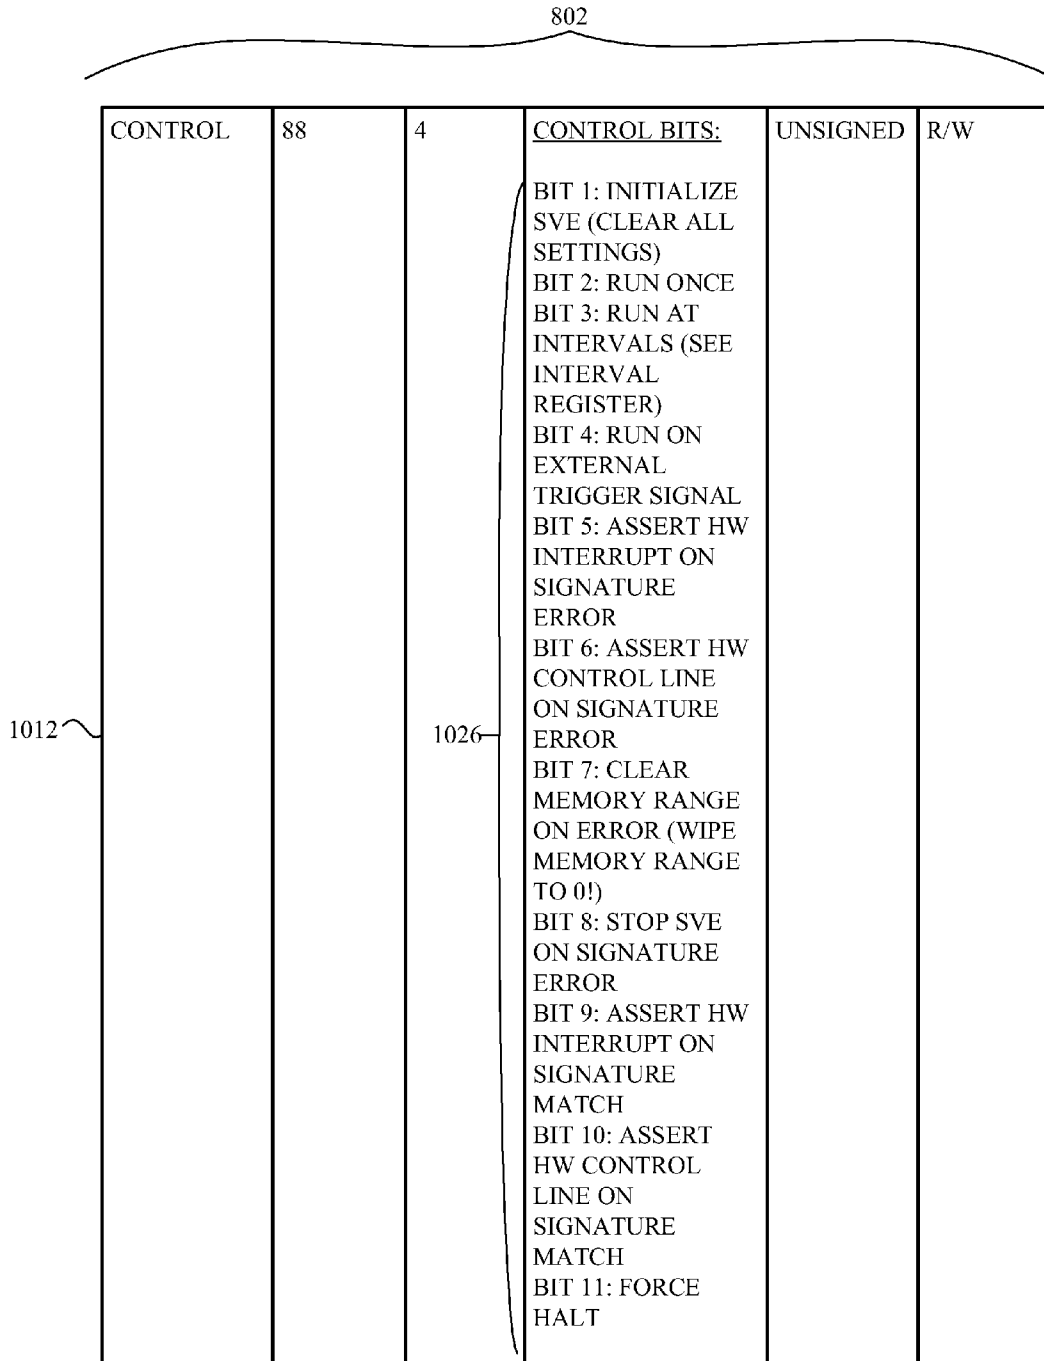 802
CONTROL 88 4 CONTROL BITS: UNSIGNED R/W
BIT 1: INITIALIZE
SVE (CLEAR ALL
SETTINGS)
BIT 2: RUN ONCE
BIT 3: RUN AT
INTERVALS (SEE
INTERVAL
REGISTER)
BIT 4: RUN ON
EXTERNAL
TRIGGER SIGNAL
BIT 5: ASSERT HW
INTERRUPT ON
SIGNATURE
ERROR
BIT 6: ASSERT HW
CONTROL LINE
ON SIGNATURE
ERROR
1012
1026
BIT 7: CLEAR
MEMORY RANGE
ON ERROR (WIPE
MEMORY RANGE
TO 0!)
BIT 8: STOP SVE
ON SIGNATURE
ERROR
BIT 9: ASSERT HW
INTERRUPT ON
SIGNATURE
MATCH
BIT 10: ASSERT
HW CONTROL
LINE ON
SIGNATURE
MATCH
BIT 11: FORCE
HALT